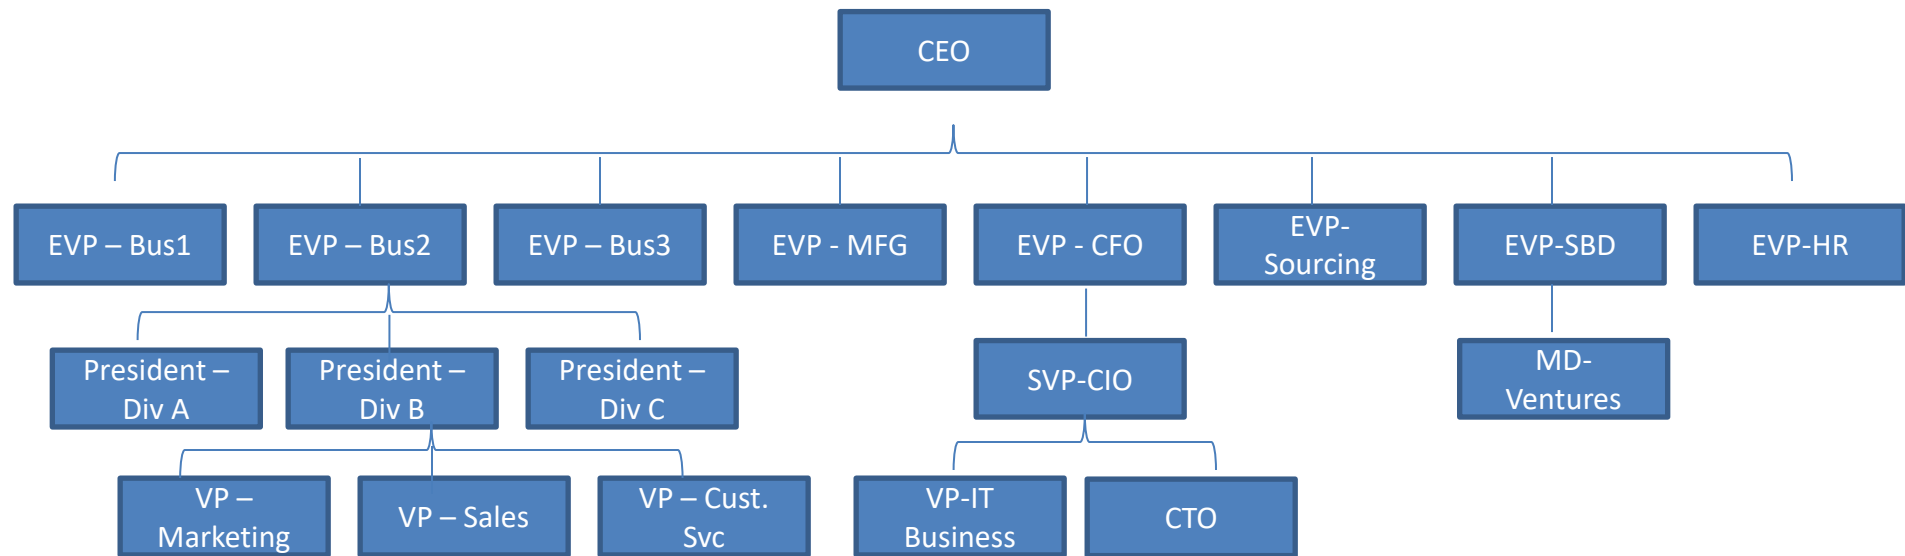 CEO
EVP – Bus1
EVP – Bus2
EVP – Bus3
EVP - MFG
EVP - CFO
EVP-
Sourcing
EVP-SBD
EVP-HR
President –
Div A
President –
Div B
President –
Div C
SVP-CIO
MD-
Ventures
VP –
Marketing
VP – Sales
VP – Cust.
Svc
VP-IT
Business
CTO